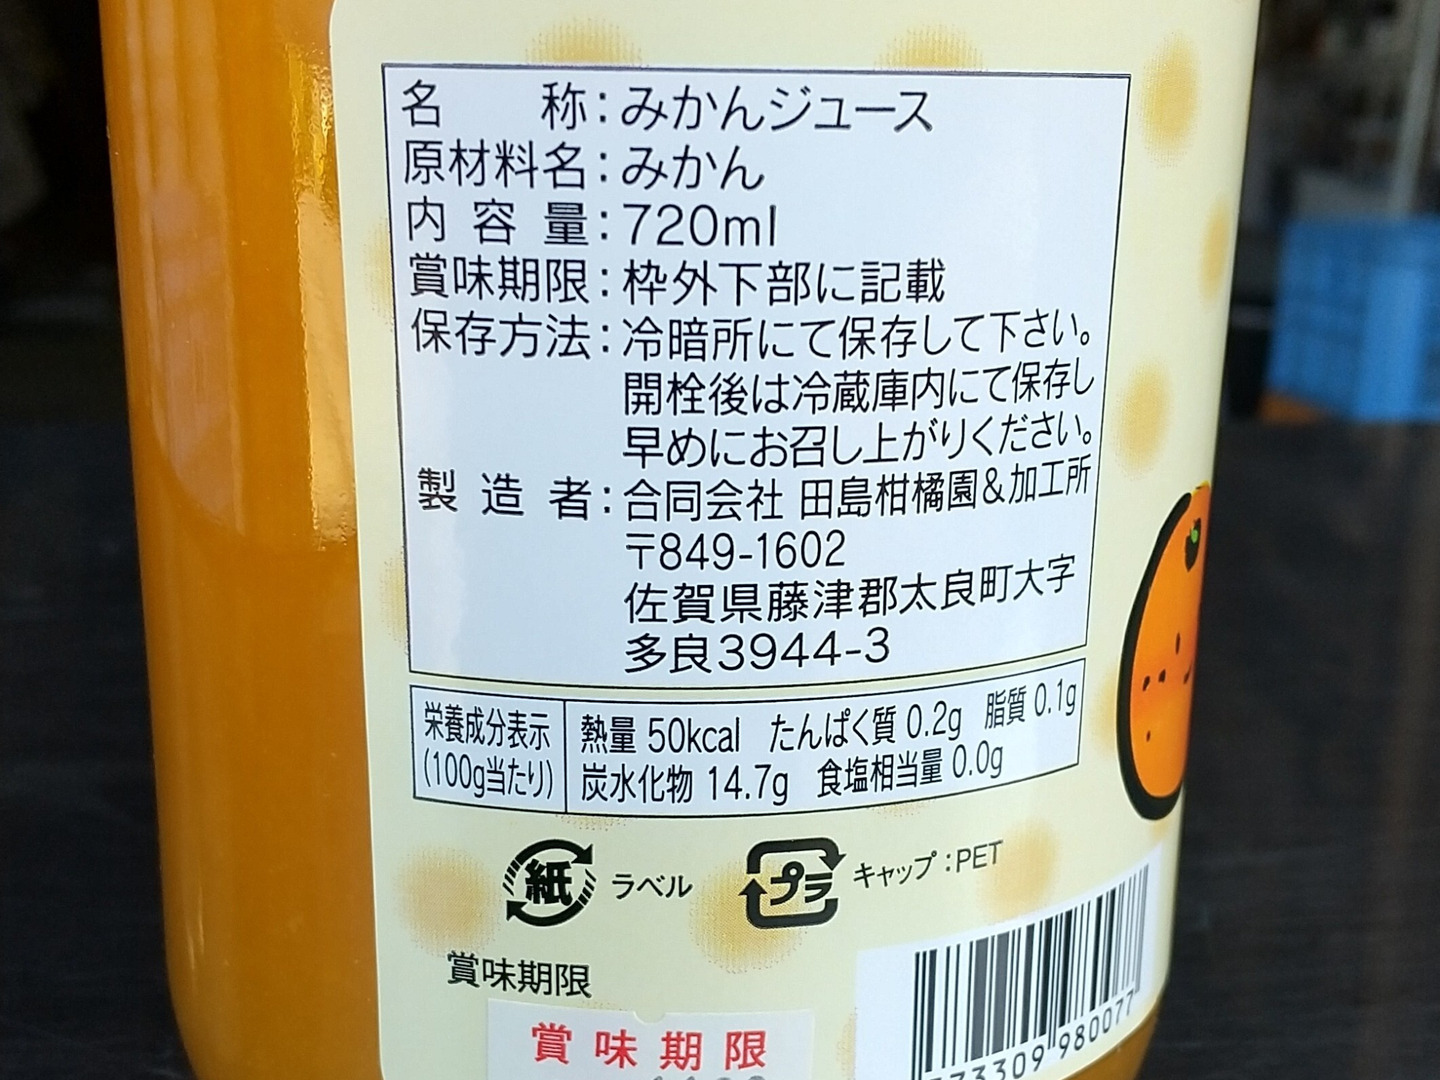 名 称：みかんジュース
原材料名：みかん
内容量：720ml
賞味期限：枠外下部に記載
保存方法：冷暗所にて保存して下さい。
開栓後は冷蔵庫内にて保存し
早めにお召し上がりください。
製造者：合同会社 田島柑橘園&加工所
〒849-1602
佐賀県藤津郡太良町大字
多良3944-3
栄養成分表示
(100g当たり)
熱量 50kcal たんぱく質 0.2g 脂質 0.1g
炭水化物 14.7g 食塩相当量 0.0g
紙 ラベル プラ キャップ：PET
賞味期限
賞味期限
73309 980077